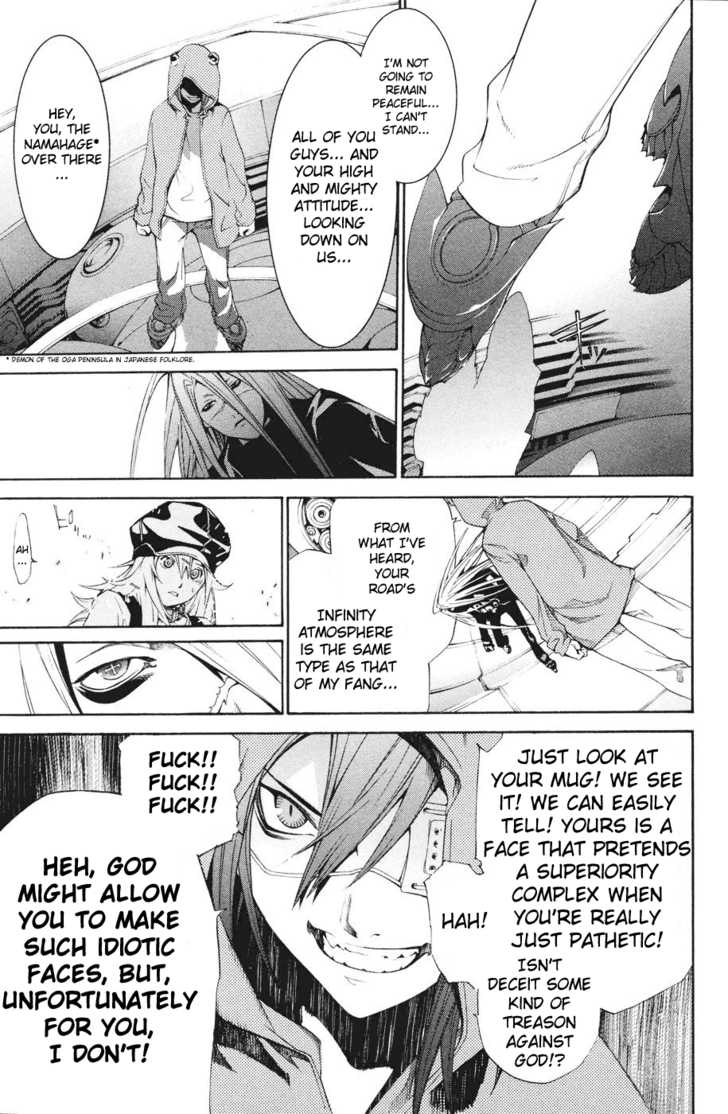 I'M NOT
GOING TO
REMAIN
PEACEFUL...
I CAN'T
STAND...
ALL OF YOU
GUYS... AND
YOUR HIGH
AND MIGHTY
ATTITUDE...
LOOKING
DOWN ON
US...
HEY,
YOU, THE
NAMAHAGE*
OVER THERE
...
* DEMON OF THE OGA PENINSULA IN JAPANESE FOLKLORE.
FROM
WHAT I'VE
HEARD,
YOUR
ROAD'S
INFINITY
ATMOSPHERE
IS THE SAME
TYPE AS THAT
OF MY FANG...
AH
...
JUST LOOK AT
YOUR MUG! WE SEE
IT! WE CAN EASILY
TELL! YOURS IS A
FACE THAT PRETENDS
A SUPERIORITY
COMPLEX WHEN
YOU'RE REALLY
JUST PATHETIC!
HAH!
ISN'T
DECEIT SOME
KIND OF
TREASON
AGAINST
GOD!?
FUCK!!
FUCK!!
FUCK!!
HEH, GOD
MIGHT ALLOW
YOU TO MAKE
SUCH IDIOTIC
FACES, BUT,
UNFORTUNATELY
FOR YOU,
I DON'T!